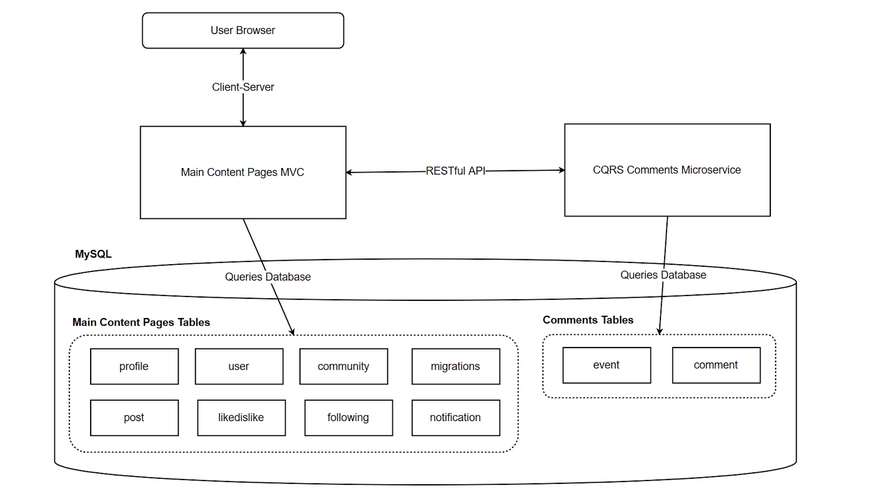 User Browser
Client-Server
Main Content Pages MVC
RESTful API
CQRS Comments Microservice
MySQL
Queries Database
Queries Database
Main Content Pages Tables
Comments Tables
profile
user
community
migrations
event
comment
post
likedislike
following
notification